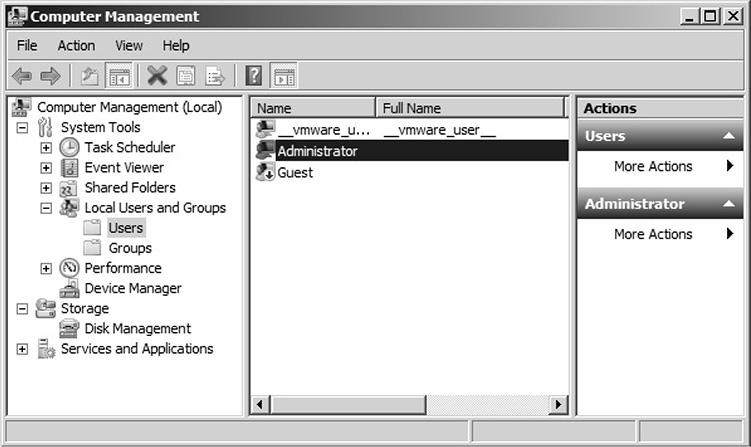 Computer Management
File Action View Help
Computer Management (Local)
System Tools
Task Scheduler
Event Viewer
Shared Folders
Local Users and Groups
Users
Groups
Performance
Device Manager
Storage
Disk Management
Services and Applications
Name Full Name
__vmware_u... __vmware_user__
Administrator
Guest
Actions
Users
More Actions
Administrator
More Actions